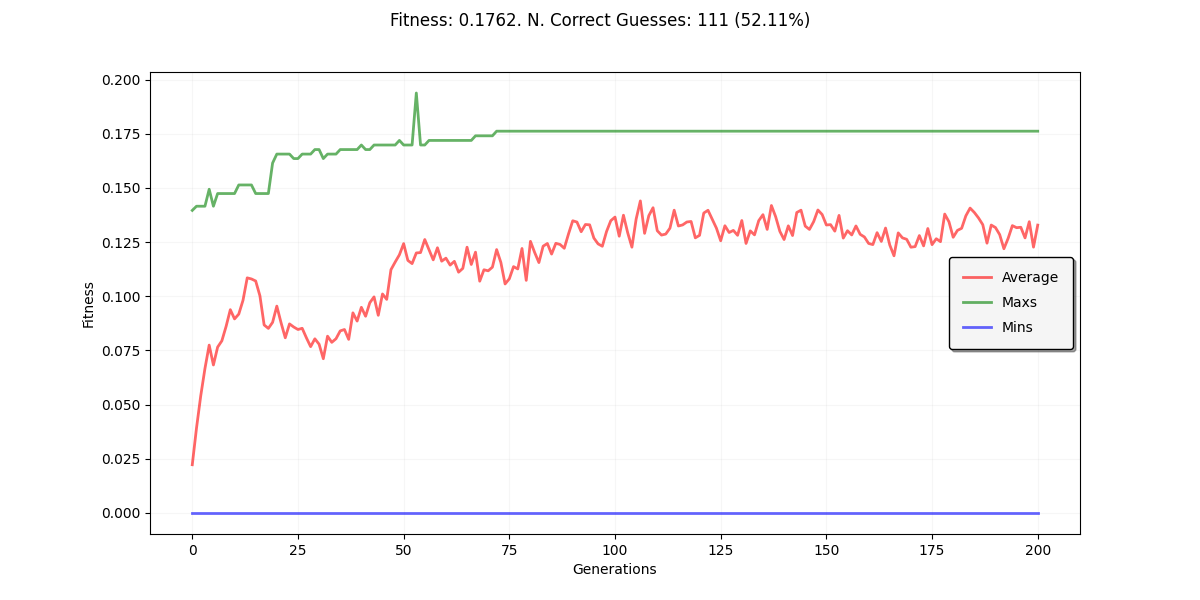 Fitness: 0.1762. N. Correct Guesses: 111 (52.11%)
0.200
0.175
0.150
0.125
0.100
0.075
0.050
0.025
0.000
Fitness
Average
Maxs
Mins
0 25 50 75 100 125 150 175 200
Generations